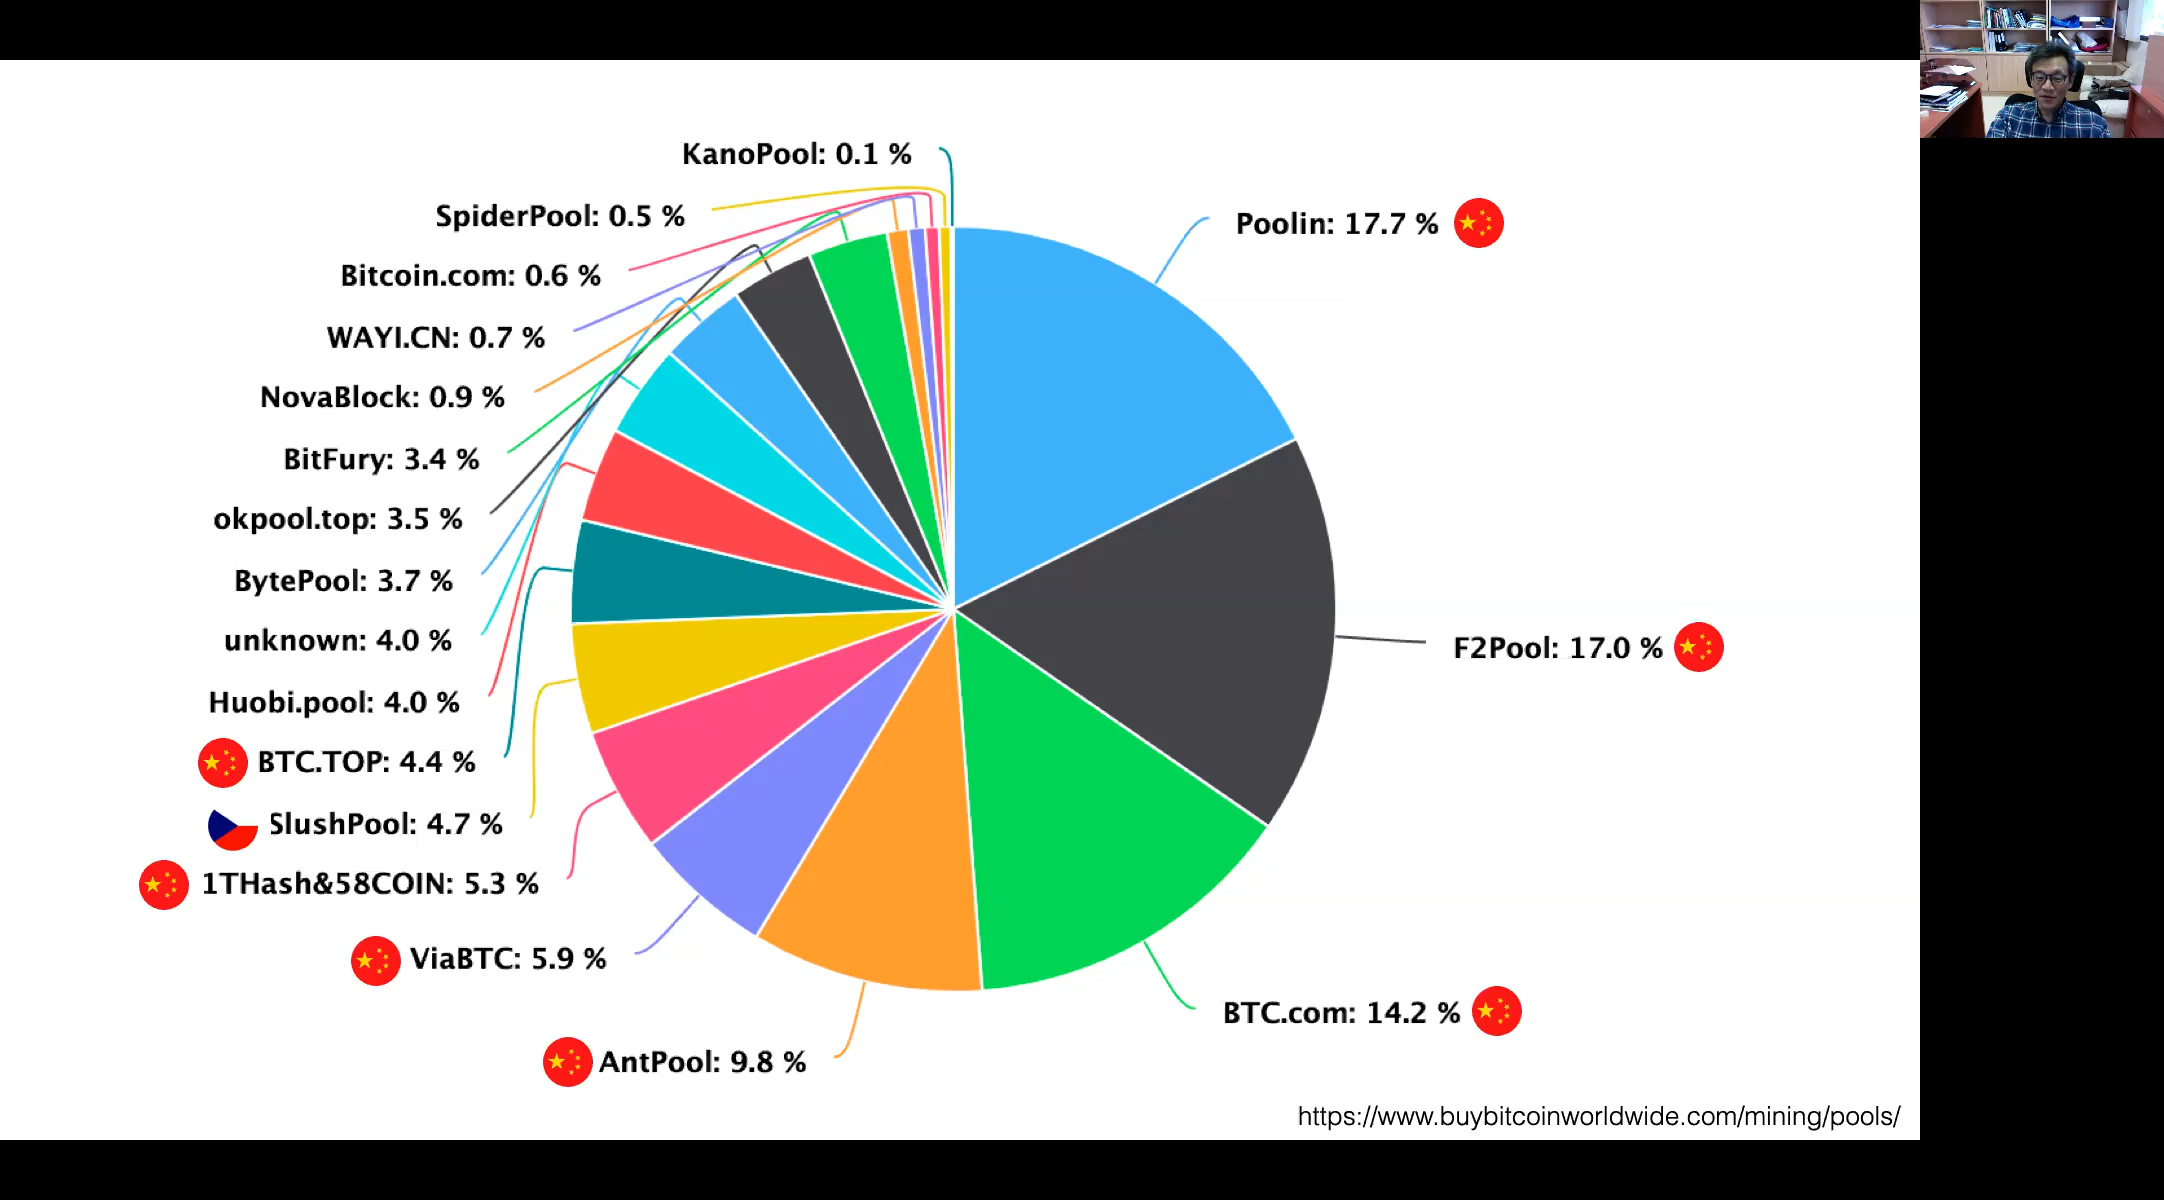 KanoPool: 0.1 %
SpiderPool: 0.5 %
Poolin: 17.7 %
Bitcoin.com: 0.6 %
WAYI.CN: 0.7 %
NovaBlock: 0.9 %
BitFury: 3.4 %
okpool.top: 3.5 %
BytePool: 3.7 %
unknown: 4.0 %
F2Pool: 17.0 %
Huobi.pool: 4.0 %
BTC.TOP: 4.4 %
SlushPool: 4.7 %
1THash&58COIN: 5.3 %
ViaBTC: 5.9 %
BTC.com: 14.2 %
AntPool: 9.8 %
https://www.buybitcoinworldwide.com/mining/pools/